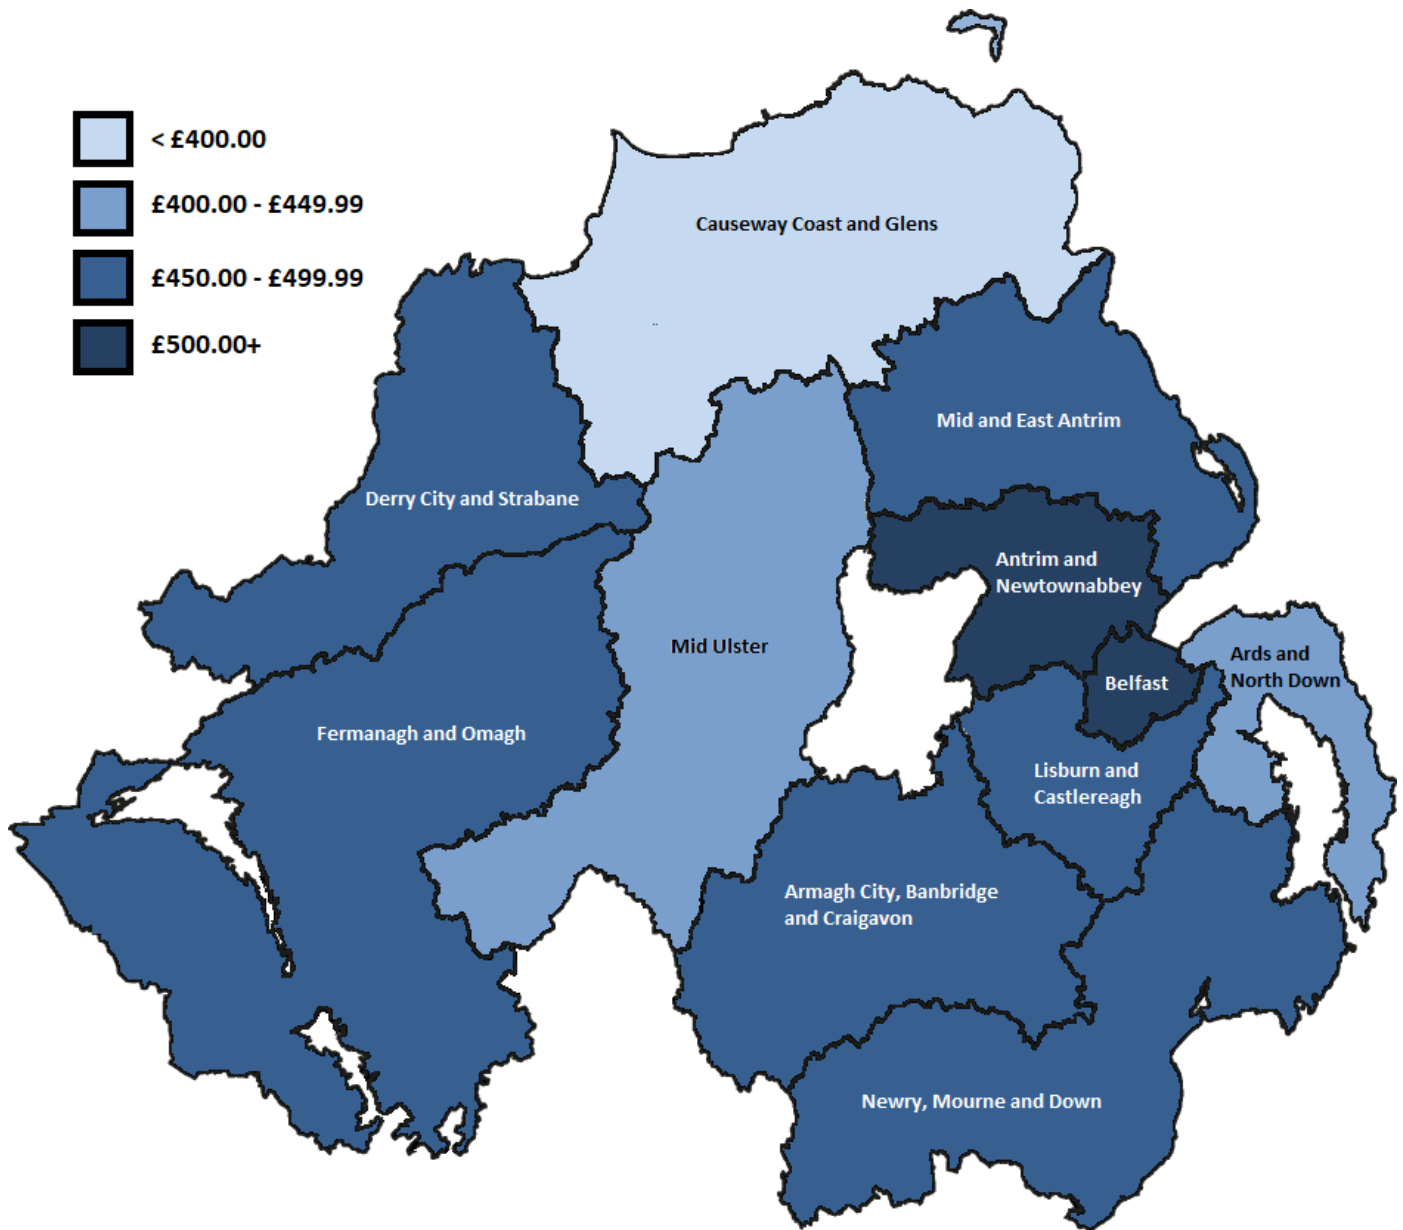 < £400.00
£400.00 - £449.99
£450.00 - £499.99
£500.00+
Causeway Coast and Glens
Mid and East Antrim
Derry City and Strabane
Antrim and
Newtownabbey
Mid Ulster
Ards and
North Down
Belfast
Fermanagh and Omagh
Lisburn and
Castlereagh
Armagh City, Banbridge
and Craigavon
Newry, Mourne and Down